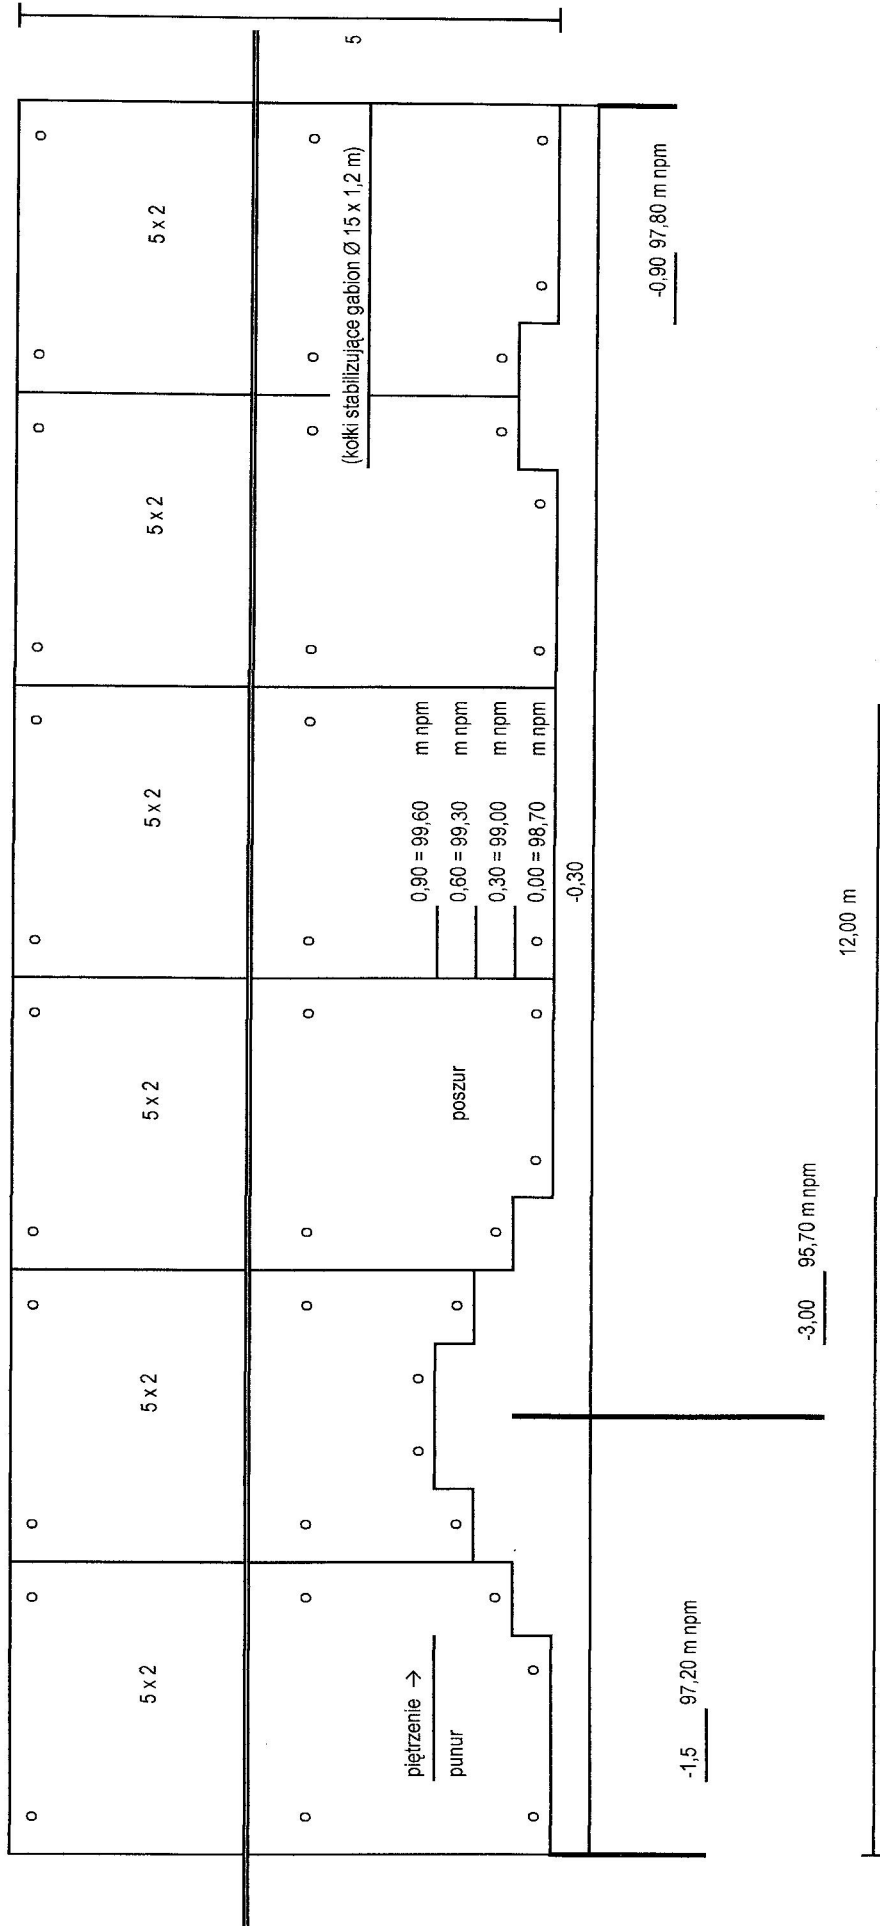 5
5 x 2
5 x 2
5 x 2
5 x 2
5 x 2
5 x 2
(kołki stabilizujące gabion Ø 15 x 1,2 m)
piętrzenie →
punur
poszur
0,90 = 99,60 m npm
0,60 = 99,30 m npm
0,30 = 99,00 m npm
0,00 = 98,70 m npm
-0,30
-1,5 97,20 m npm
-3,00 95,70 m npm
-0,90 97,80 m npm
12,00 m